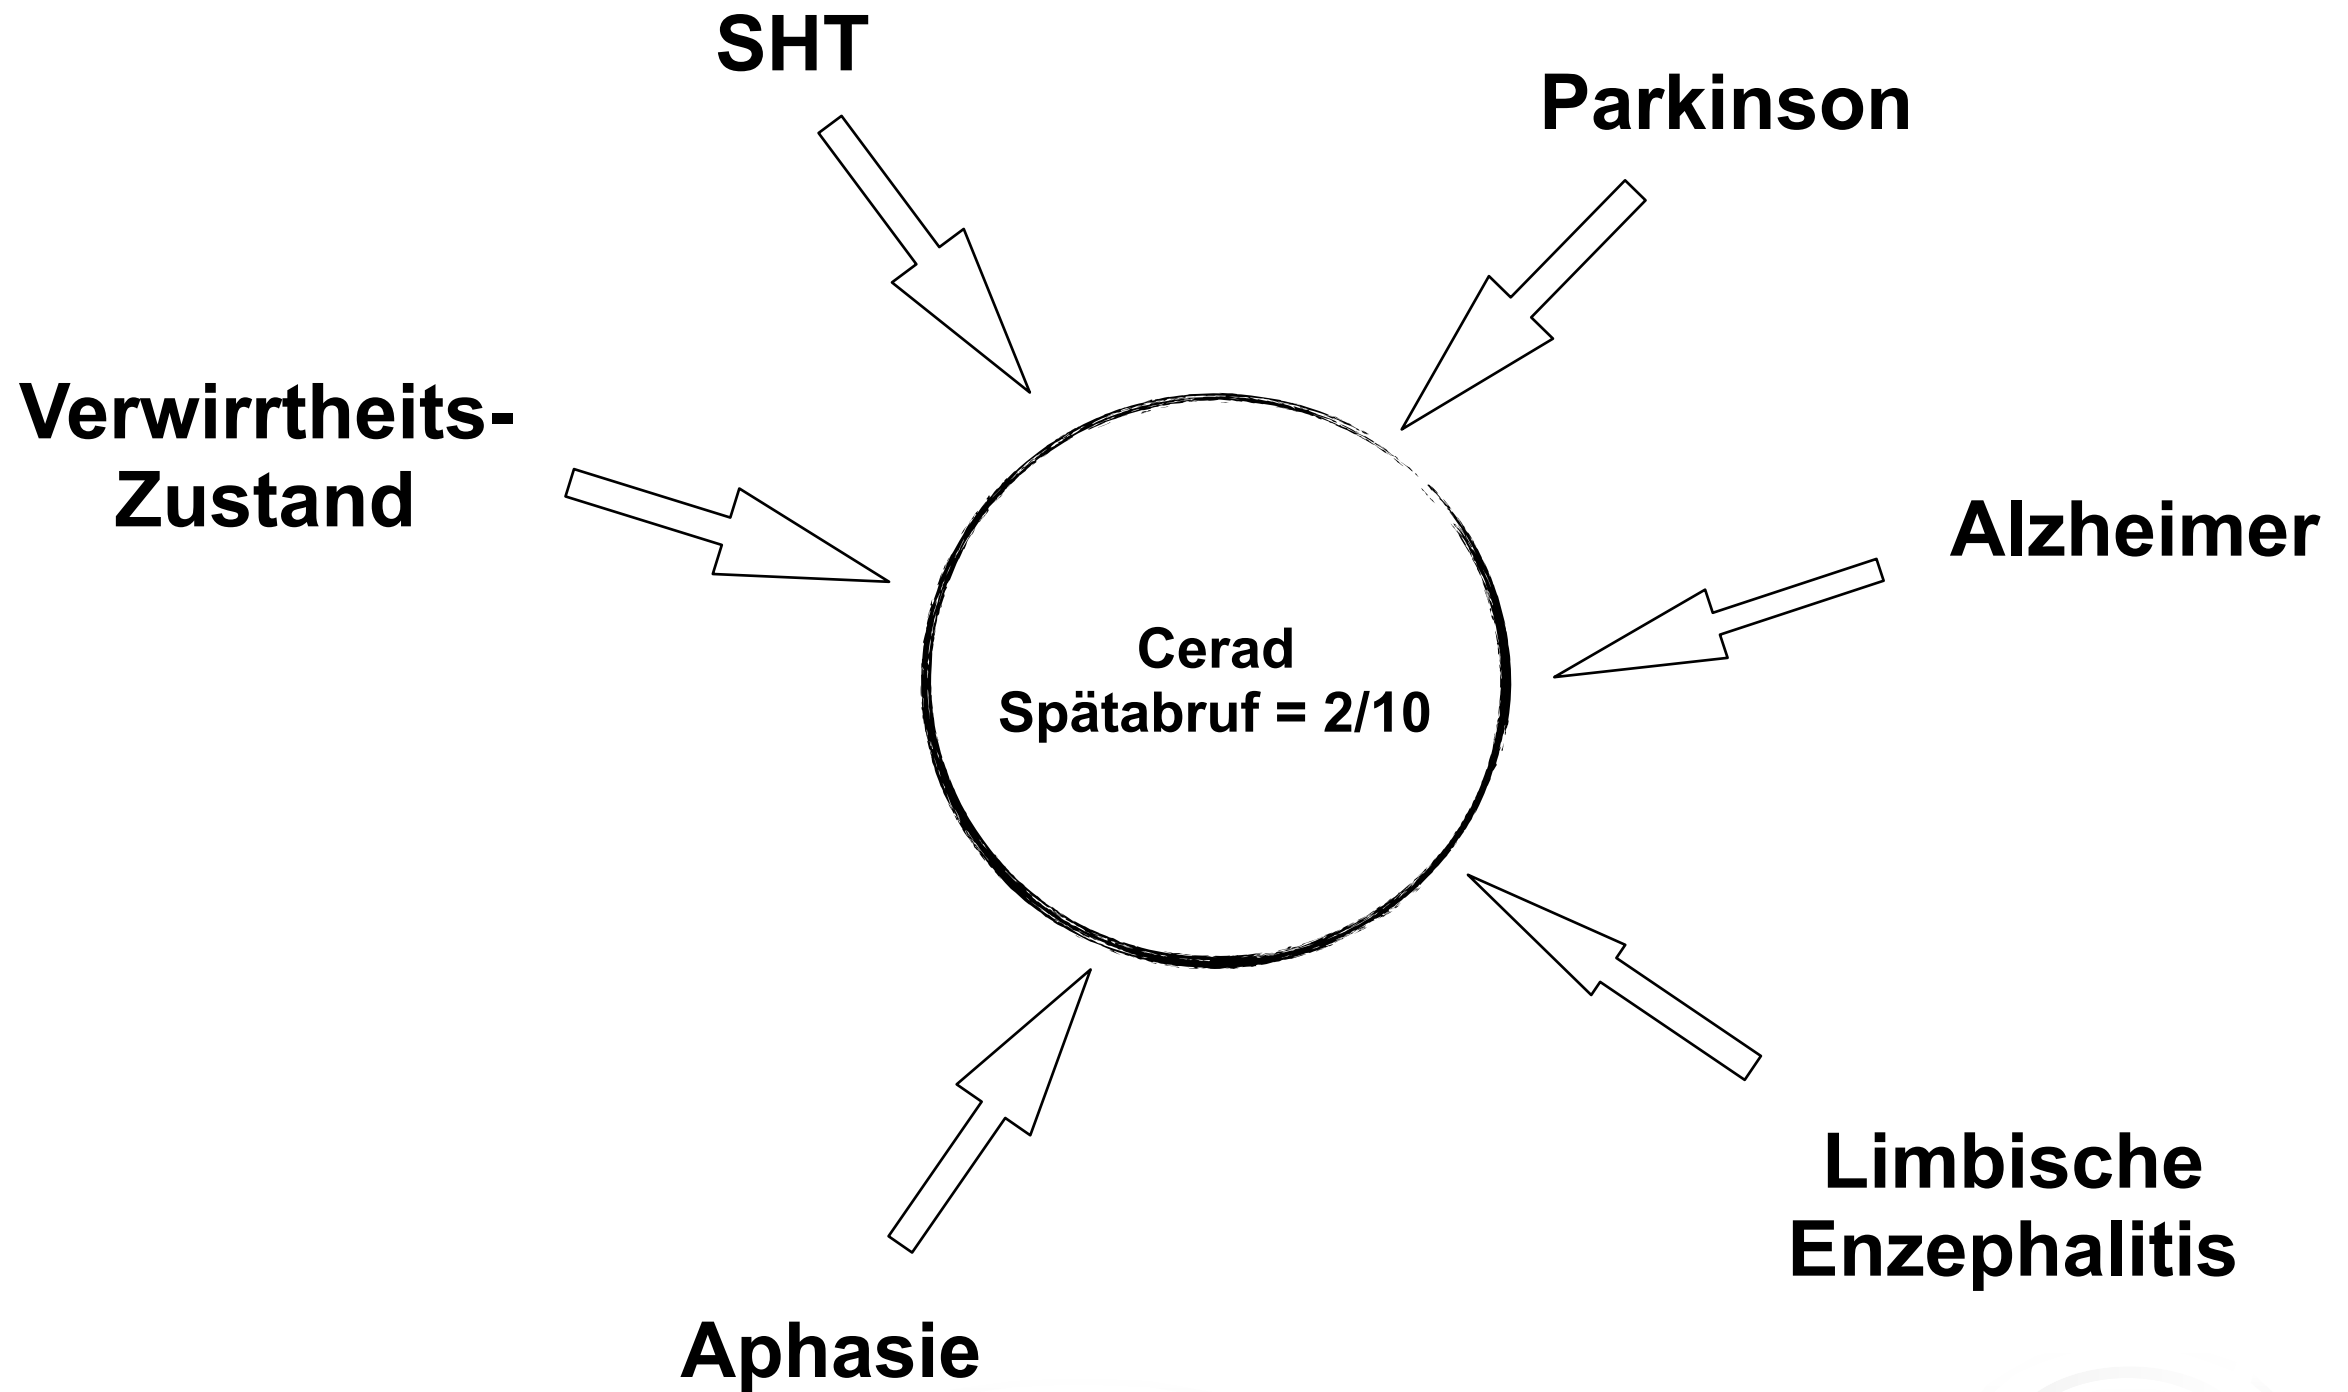 SHT
Parkinson
Verwirrtheits-
Zustand
Alzheimer
Cerad
Spätabruf = 2/10
Limbische
Enzephalitis
Aphasie